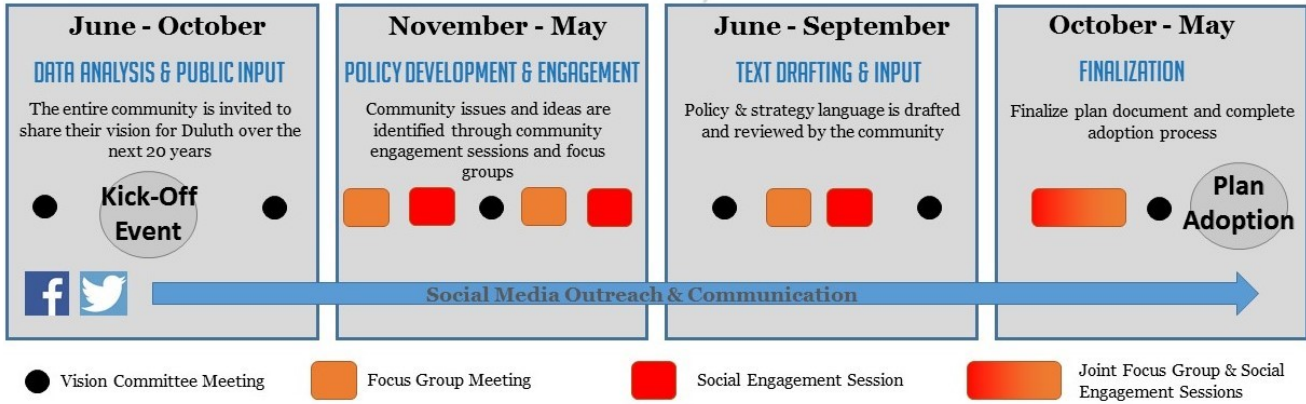 June - October
DATA ANALYSIS & PUBLIC INPUT
The entire community is invited to
share their vision for Duluth over the
next 20 years
Kick-Off
Event
November - May
POLICY DEVELOPMENT & ENGAGEMENT
Community issues and ideas are
identified through community
engagement sessions and focus
groups
June - September
TEXT DRAFTING & INPUT
Policy & strategy language is drafted
and reviewed by the community
October - May
FINALIZATION
Finalize plan document and complete
adoption process
Plan
Adoption
Social Media Outreach & Communication
Vision Committee Meeting
Focus Group Meeting
Social Engagement Session
Joint Focus Group & Social
Engagement Sessions